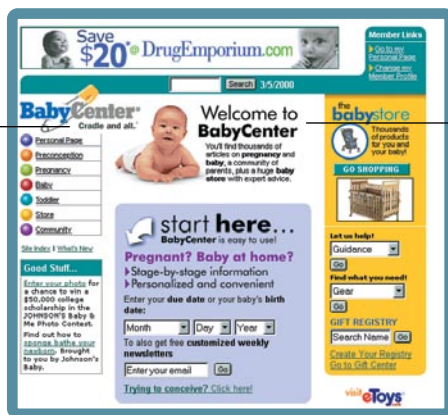 Save $20* @ DrugEmporium.com
Member Links
Go to my Personal Page
Change my Member Profile
Search 3/5/2000
BabyCenter®
Cradle and all.
Personal Page
Preconception
Pregnancy
Baby
Toddler
Store
Community
Site Index | What's New
Good Stuff...
Enter your photo for
a chance to win a
$50,000 college
scholarship in the
JOHNSON'S Baby &
Me Photo Contest.
Find out how to
sponge bathe your
newborn. Brought
to you by Johnson's
Baby.
Welcome to
BabyCenter
You'll find thousands of
articles on pregnancy and
baby, a community of
parents, plus a huge baby
store with expert advice.
start here...
BabyCenter is easy to use!
Pregnant? Baby at home?
Stage-by-stage information
Personalized and convenient
Enter your due date or your baby's birth
date:
Month Day Year
To also get free customized weekly
newsletters
Enter your email Go
Trying to conceive? Click here!
the
babystore
Thousands
of products
for you and
your baby!
GO SHOPPING
Let us help!
Guidance
Go
Find what you need!
Gear
Go
GIFT REGISTRY
Search Name Go
Create Your Registry
Go to Gift Center
visit eToys